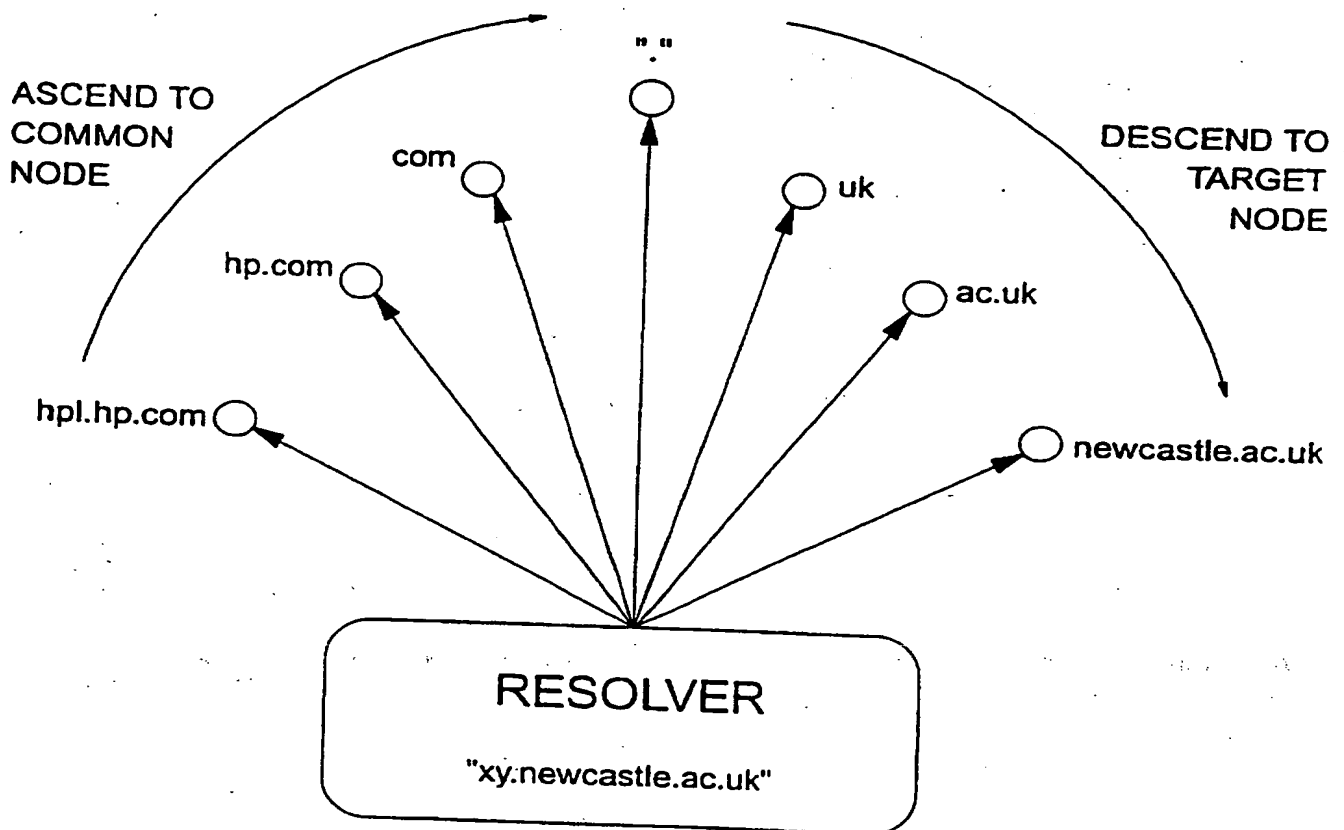 "."
ASCEND TO
COMMON
NODE
DESCEND TO
TARGET
NODE
com
uk
hp.com
ac.uk
hpl.hp.com
newcastle.ac.uk
RESOLVER
"xy.newcastle.ac.uk"